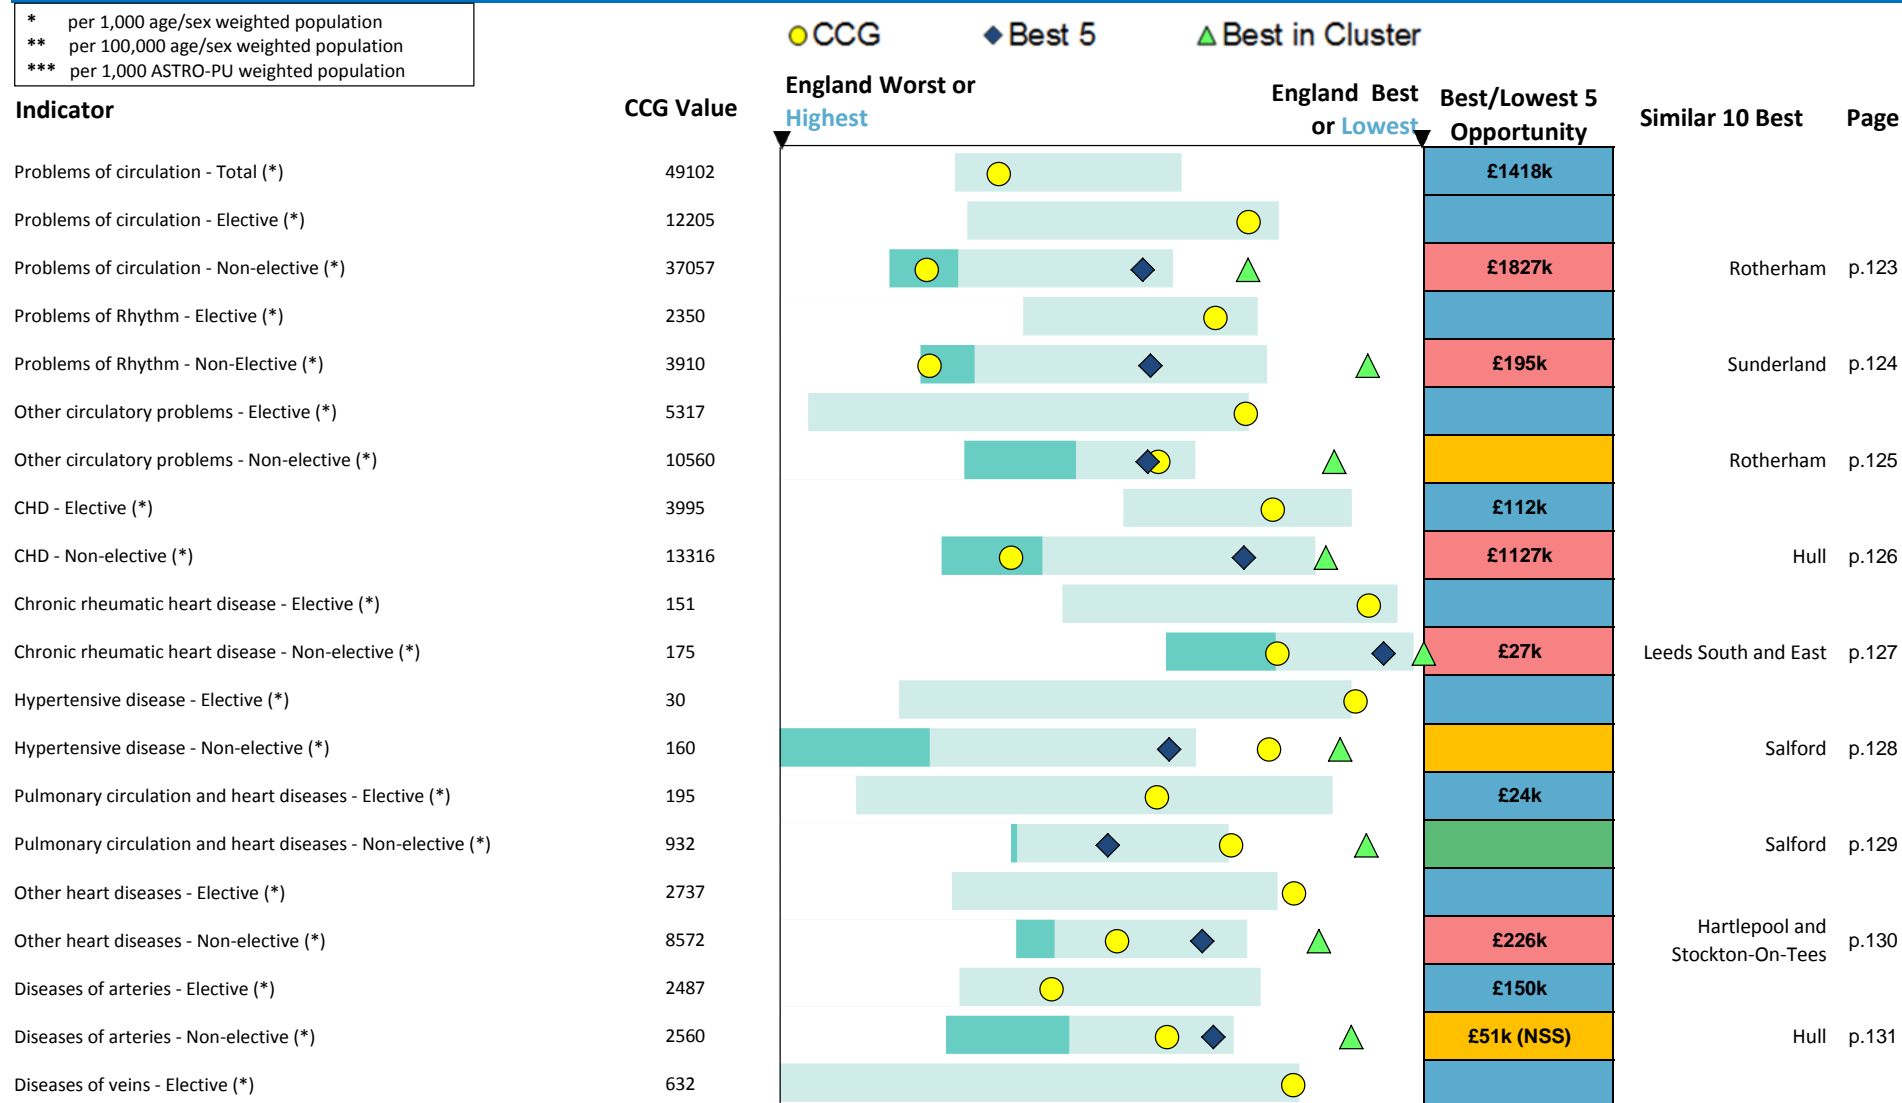 * per 1,000 age/sex weighted population
** per 100,000 age/sex weighted population
*** per 1,000 ASTRO-PU weighted population
CCG Best 5 Best in Cluster
Indicator CCG Value England Worst or Highest England Best or Lowest Best/Lowest 5 Opportunity Similar 10 Best Page
Problems of circulation - Total (*) 49102 £1418k
Problems of circulation - Elective (*) 12205
Problems of circulation - Non-elective (*) 37057 £1827k Rotherham p.123
Problems of Rhythm - Elective (*) 2350
Problems of Rhythm - Non-Elective (*) 3910 £195k Sunderland p.124
Other circulatory problems - Elective (*) 5317
Other circulatory problems - Non-elective (*) 10560 Rotherham p.125
CHD - Elective (*) 3995 £112k
CHD - Non-elective (*) 13316 £1127k Hull p.126
Chronic rheumatic heart disease - Elective (*) 151
Chronic rheumatic heart disease - Non-elective (*) 175 £27k Leeds South and East p.127
Hypertensive disease - Elective (*) 30
Hypertensive disease - Non-elective (*) 160 Salford p.128
Pulmonary circulation and heart diseases - Elective (*) 195 £24k
Pulmonary circulation and heart diseases - Non-elective (*) 932 Salford p.129
Other heart diseases - Elective (*) 2737
Other heart diseases - Non-elective (*) 8572 £226k Hartlepool and Stockton-On-Tees p.130
Diseases of arteries - Elective (*) 2487 £150k
Diseases of arteries - Non-elective (*) 2560 £51k (NSS) Hull p.131
Diseases of veins - Elective (*) 632